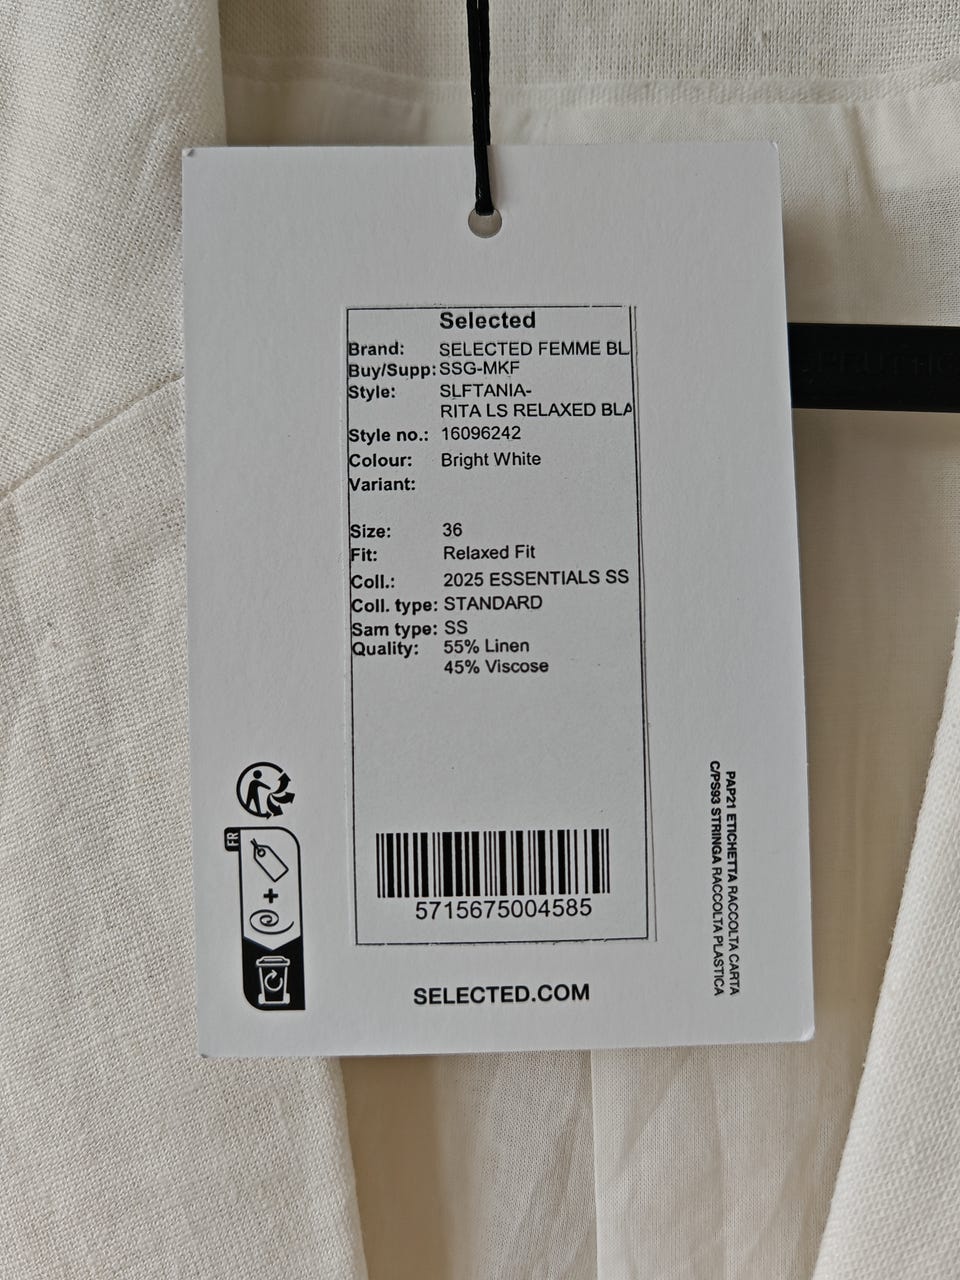 Selected
Brand: SELECTED FEMME BL
Buy/Supp: SSG-MKF
Style: SLFTANIA-
RITA LS RELAXED BLA
Style no.: 16096242
Colour: Bright White
Variant:
Size: 36
Fit: Relaxed Fit
Coll.: 2025 ESSENTIALS SS
Coll. type: STANDARD
Sam type: SS
Quality: 55% Linen
45% Viscose
5715675004585
SELECTED.COM
FR
+
PAP21 ETICHETTA RACCOLTA CARTA
C/PS93 STRINGA RACCOLTA PLASTICA